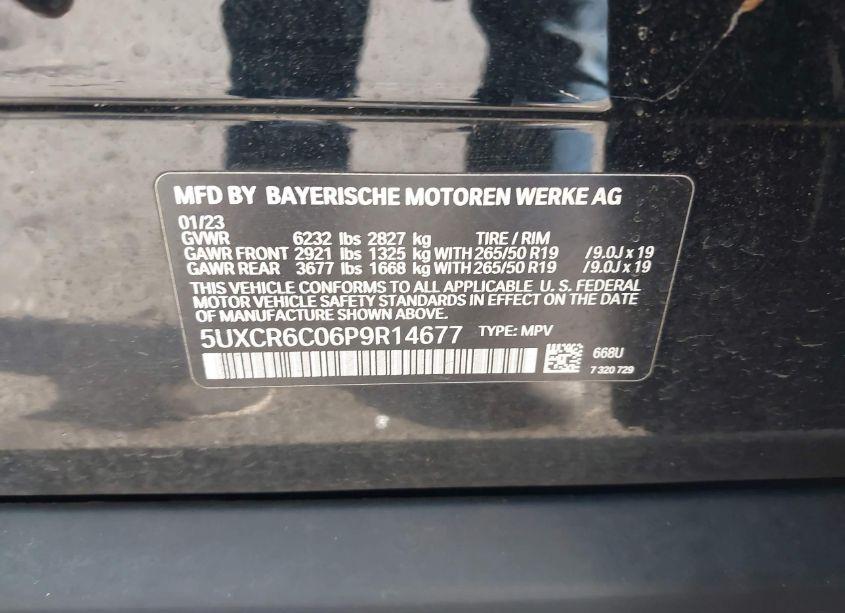 MFD BY BAYERISCHE MOTOREN WERKE AG
01/23
GVWR 6232 lbs 2827 kg TIRE / RIM
GAWR FRONT 2921 lbs 1325 kg WITH 265/50 R19 / 9.0J x 19
GAWR REAR 3677 lbs 1668 kg WITH 265/50 R19 / 9.0J x 19
THIS VEHICLE CONFORMS TO ALL APPLICABLE U. S. FEDERAL
MOTOR VEHICLE SAFETY STANDARDS IN EFFECT ON THE DATE
OF MANUFACTURE SHOWN ABOVE
5UXCR6C06P9R14677 TYPE: MPV
668U
7 320 729